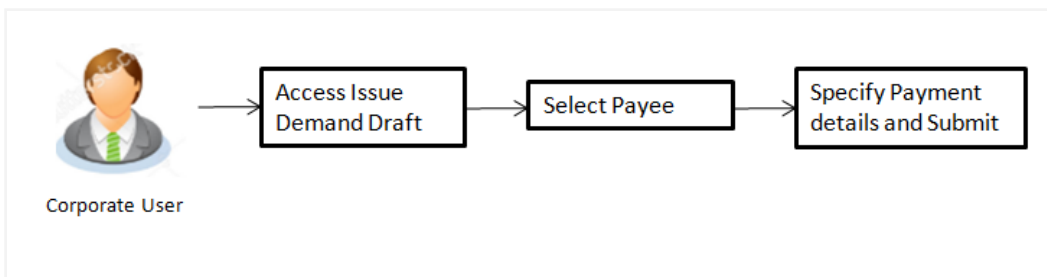 Access Issue
Demand Draft
Select Payee
Specify Payment
details and Submit
Corporate User